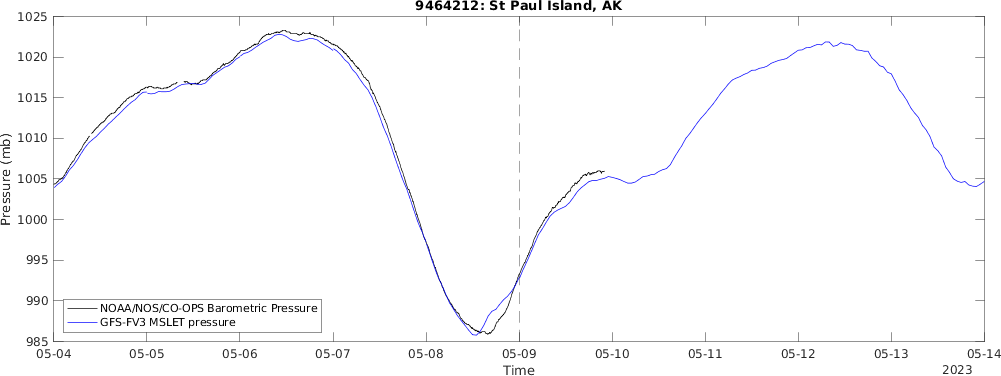 9464212: St Paul Island, AK
1025
1020
1015
1010
1005
1000
995
990
985
Pressure (mb)
NOAA/NOS/CO-OPS Barometric Pressure
GFS-FV3 MSLET pressure
05-04 05-05 05-06 05-07 05-08 05-09 05-10 05-11 05-12 05-13 05-14
Time
2023